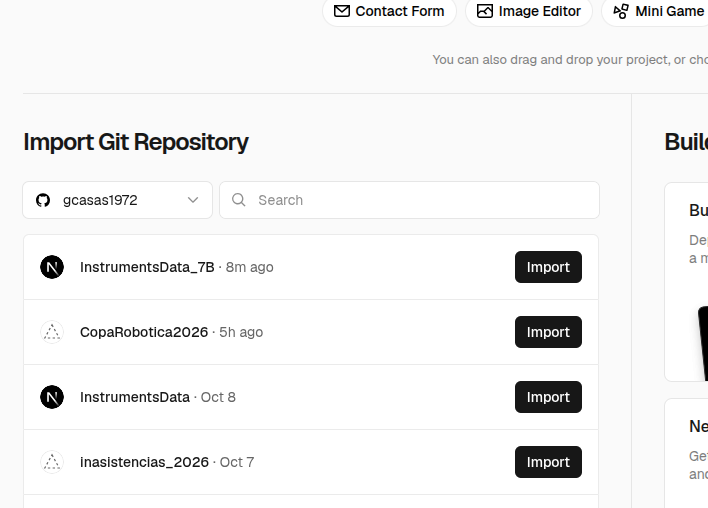 Contact Form
Image Editor
Mini Game
You can also drag and drop your project, or
Import Git Repository
gcasas1972
Search
InstrumentsData_7B · 8m ago
Import
CopaRobotica2026 · 5h ago
Import
InstrumentsData · Oct 8
Import
inasistencias_2026 · Oct 7
Import
a